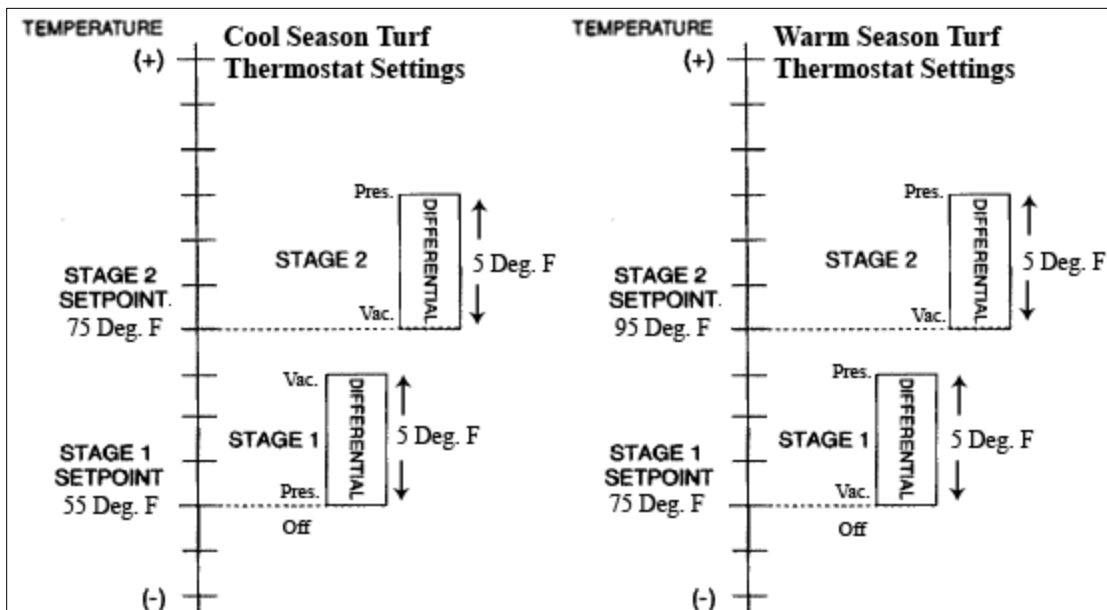 TEMPERATURE
(+)
Cool Season Turf
Thermostat Settings
Pres.
DIFFERENTIAL
STAGE 2
5 Deg. F
STAGE 2
SETPOINT
75 Deg. F
Vac.
Vac.
DIFFERENTIAL
STAGE 1
5 Deg. F
STAGE 1
SETPOINT
55 Deg. F
Pres.
Off
(-)
TEMPERATURE
(+)
Warm Season Turf
Thermostat Settings
Pres.
DIFFERENTIAL
STAGE 2
5 Deg. F
STAGE 2
SETPOINT
95 Deg. F
Vac.
Pres.
DIFFERENTIAL
STAGE 1
5 Deg. F
STAGE 1
SETPOINT
75 Deg. F
Vac.
Off
(-)